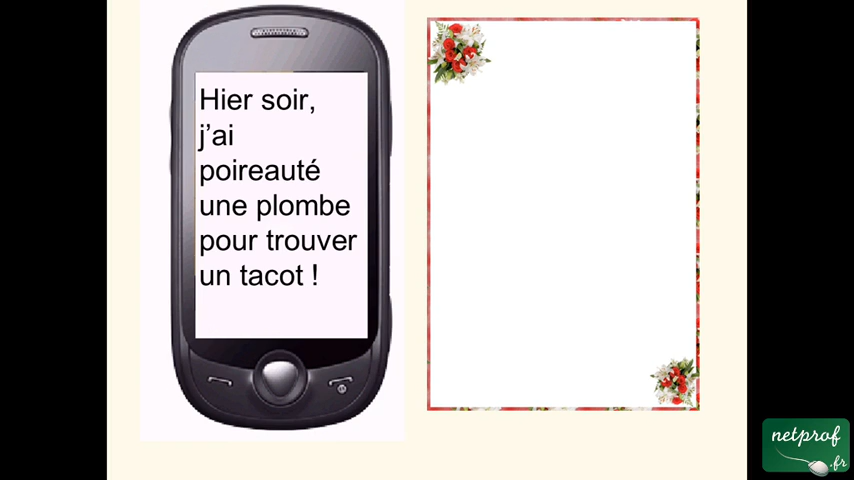 Hier soir,
j'ai
poireauté
une plombe
pour trouver
un tacot !
netprof
.fr